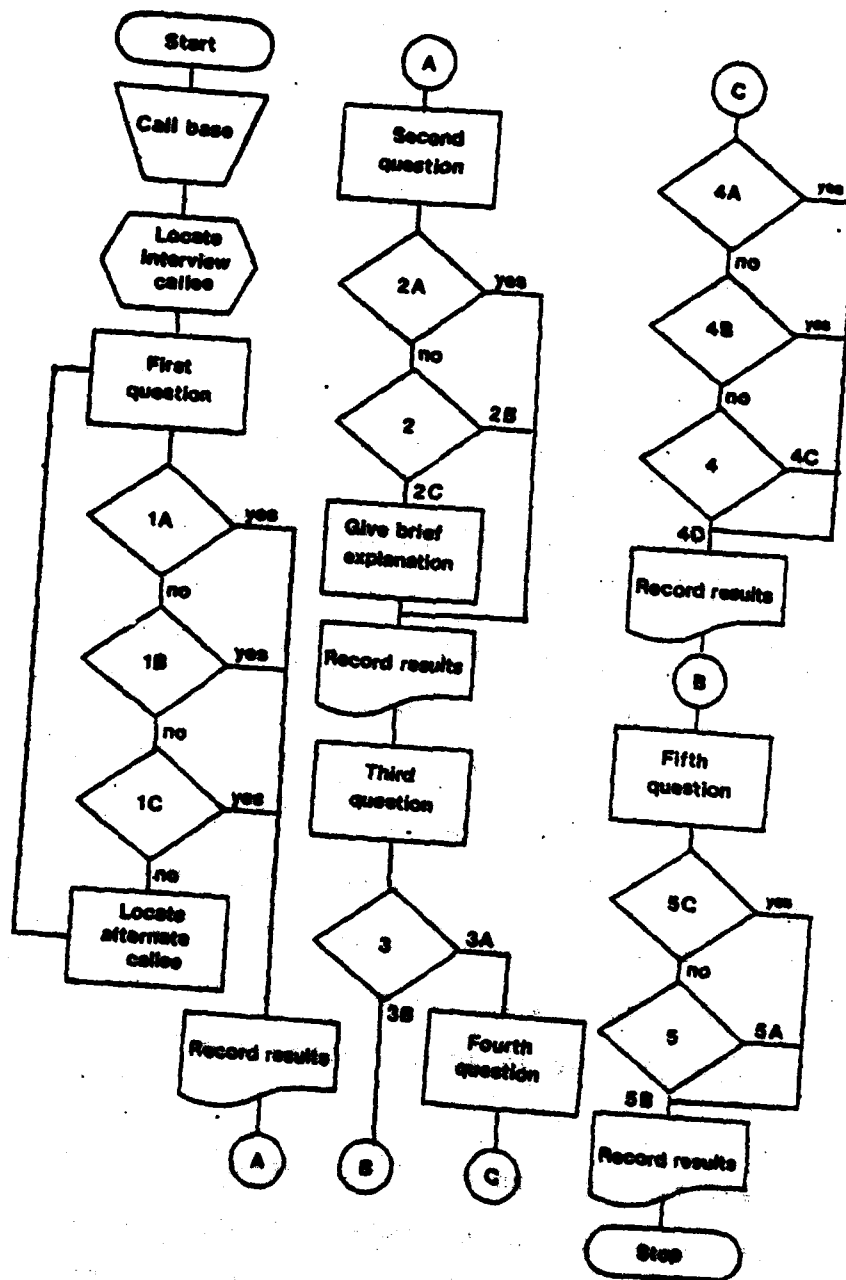 Start
Call base
Locate
interview
callee
First
question
1A
yes
no
1B
yes
no
1C
yes
no
Locate
alternate
callee
Record results
A
A
Second
question
2A
yes
no
2
2B
2C
Give brief
explanation
Record results
Third
question
3
3A
3B
Fourth
question
B
C
C
4A
yes
no
4B
yes
no
4
4C
4D
Record results
B
Fifth
question
5C
yes
no
5
5A
5B
Record results
Stop